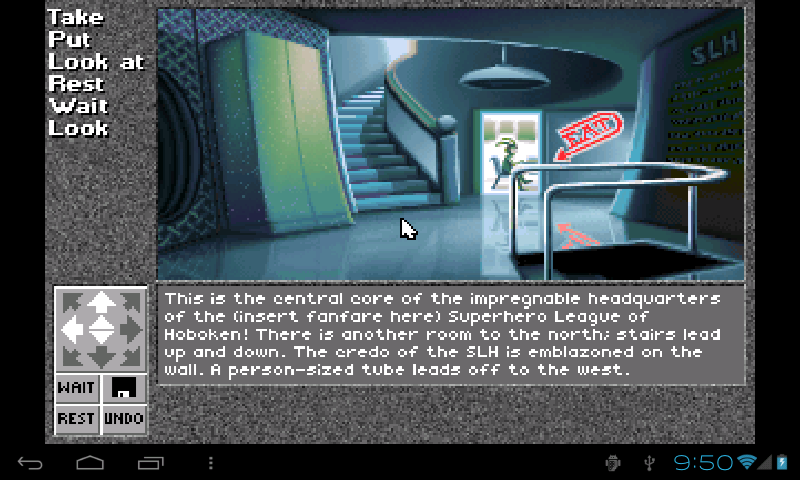 Take
Put
Look at
Rest
Wait
Look
SLH
EAT
This is the central core of the impregnable headquarters
of the (insert fanfare here) Superhero League of
Hoboken! There is another room to the north; stairs lead
up and down. The credo of the SLH is emblazoned on the
wall. A person-sized tube leads off to the west.
WAIT
REST UNDO
9:50